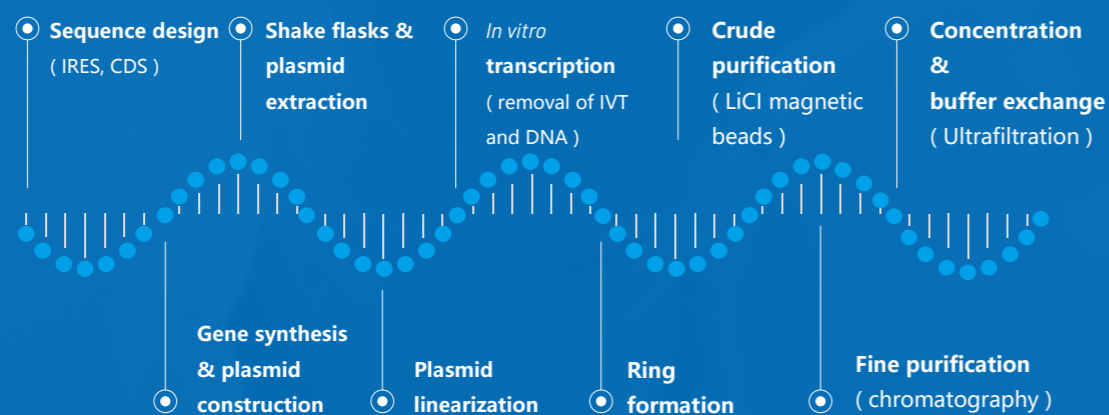 Sequence design
( IRES, CDS )
Shake flasks &
plasmid
extraction
In vitro
transcription
( removal of IVT
and DNA )
Crude
purification
( LiCI magnetic
beads )
Concentration
&
buffer exchange
( Ultrafiltration )
Gene synthesis
& plasmid
construction
Plasmid
linearization
Ring
formation
Fine purification
( chromatography )